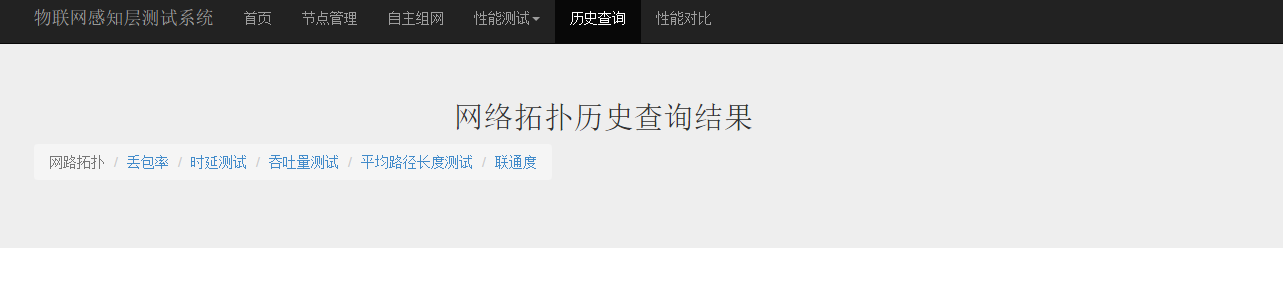 物联网感知层测试系统 首页 节点管理 自主组网 性能测试 历史查询 性能对比
网络拓扑历史查询结果
网路拓扑 / 丢包率 / 时延测试 / 吞吐量测试 / 平均路径长度测试 / 联通度